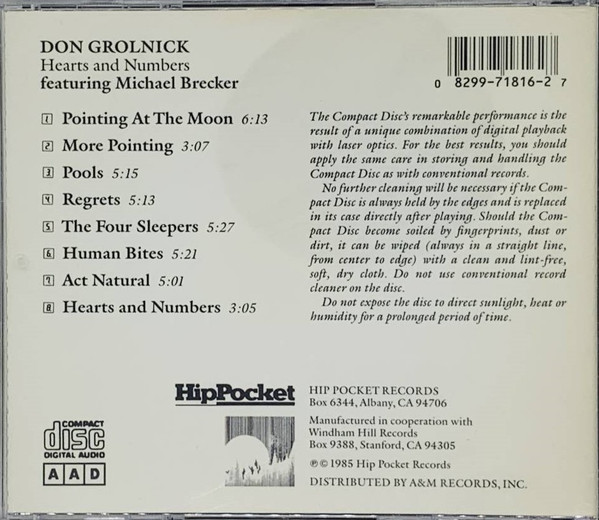 DON GROLNICK
Hearts and Numbers
featuring Michael Brecker
1 Pointing At The Moon 6:13
2 More Pointing 3:07
3 Pools 5:15
4 Regrets 5:13
5 The Four Sleepers 5:27
6 Human Bites 5:21
7 Act Natural 5:01
8 Hearts and Numbers 3:05
0 8299-71816-2 7
The Compact Disc's remarkable performance is the
result of a unique combination of digital playback
with laser optics. For the best results, you should
apply the same care in storing and handling the
Compact Disc as with conventional records.
No further cleaning will be necessary if the Com-
pact Disc is always held by the edges and is replaced
in its case directly after playing. Should the Com-
pact Disc become soiled by fingerprints, dust or
dirt, it can be wiped (always in a straight line,
from center to edge) with a clean and lint-free,
soft, dry cloth. Do not use conventional record
cleaner on the disc.
Do not expose the disc to direct sunlight, heat or
humidity for a prolonged period of time.
HipPocket
HIP POCKET RECORDS
Box 6344, Albany, CA 94706
Manufactured in cooperation with
Windham Hill Records
Box 9388, Stanford, CA 94305
℗©1985 Hip Pocket Records
DISTRIBUTED BY A&M RECORDS, INC.
COMPACT
disc
DIGITAL AUDIO
A A D